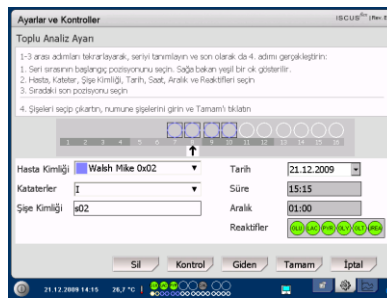 Ayarlar ve Kontroller
ISCUSflex |Rev. E
Toplu Analiz Ayarı
1-3 arası adımları tekrarlayarak, seriyi tanımlayın ve son olarak da 4. adımı gerçekleştirin:
1. Seri sırasının başlangıç pozisyonunu seçin. Sağa bakan yeşil bir ok gösterilir.
2. Hasta, Kateter, Şişe Kimliği, Tarih, Saat, Aralık ve Reaktifleri seçin
3. Sıradaki son pozisyonu seçin
4. Şişeleri seçip çıkartın, numune şişelerini girin ve Tamam'ı tıklatın
1 2 3 4 5 6 7 8 9 10 11 12 13 14 15 16
Hasta Kimliği Walsh Mike 0x02 Tarih 21.12.2009
Kataterler I Süre 15:15
Şişe Kimliği s02 Aralık 01:00
Reaktifler GLU LAC PYR GLY GLT UREA
Sil Kontrol Giden Tamam İptal
21.12.2009 14:15 26,7 °C